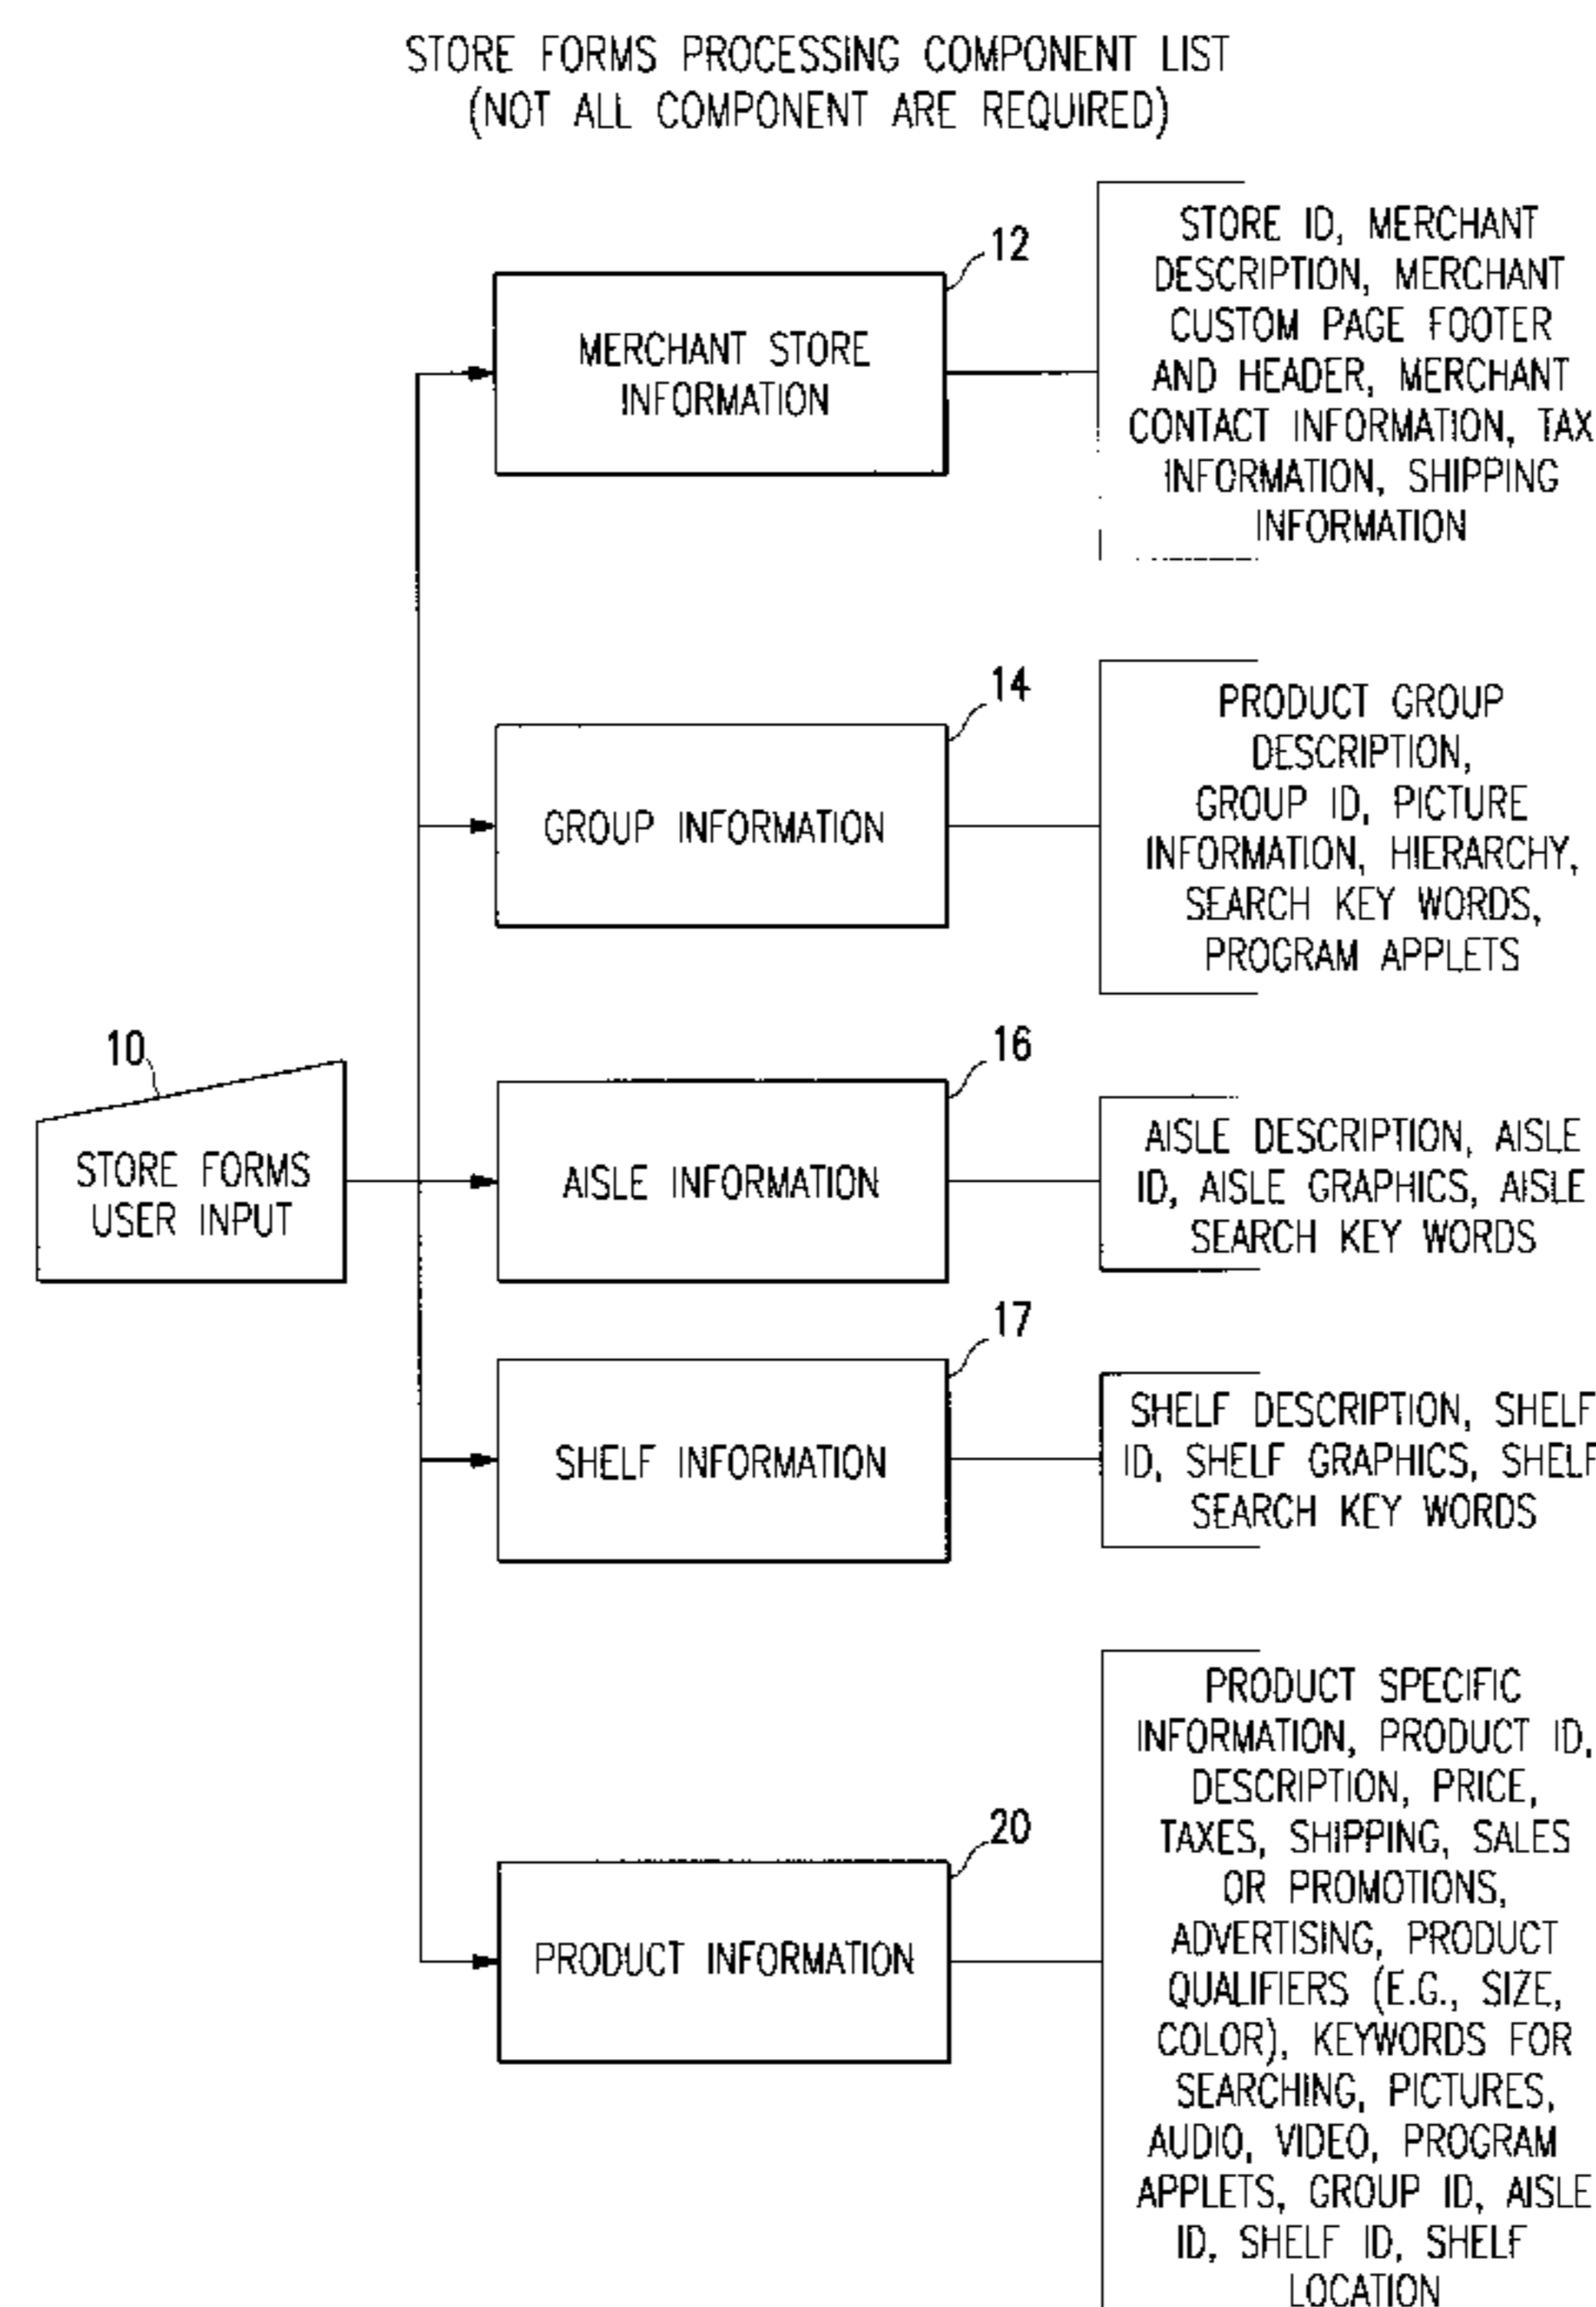 STORE FORMS PROCESSING COMPONENT LIST
(NOT ALL COMPONENT ARE REQUIRED)
12
MERCHANT STORE
INFORMATION
STORE ID, MERCHANT
DESCRIPTION, MERCHANT
CUSTOM PAGE FOOTER
AND HEADER, MERCHANT
CONTACT INFORMATION, TAX
INFORMATION, SHIPPING
INFORMATION
14
GROUP INFORMATION
PRODUCT GROUP
DESCRIPTION,
GROUP ID, PICTURE
INFORMATION, HIERARCHY,
SEARCH KEY WORDS,
PROGRAM APPLETS
10
STORE FORMS
USER INPUT
16
AISLE INFORMATION
AISLE DESCRIPTION, AISLE
ID, AISLE GRAPHICS, AISLE
SEARCH KEY WORDS
17
SHELF INFORMATION
SHELF DESCRIPTION, SHELF
ID, SHELF GRAPHICS, SHELF
SEARCH KEY WORDS
20
PRODUCT INFORMATION
PRODUCT SPECIFIC
INFORMATION, PRODUCT ID,
DESCRIPTION, PRICE,
TAXES, SHIPPING, SALES
OR PROMOTIONS,
ADVERTISING, PRODUCT
QUALIFIERS (E.G., SIZE,
COLOR), KEYWORDS FOR
SEARCHING, PICTURES,
AUDIO, VIDEO, PROGRAM
APPLETS, GROUP ID, AISLE
ID, SHELF ID, SHELF
LOCATION